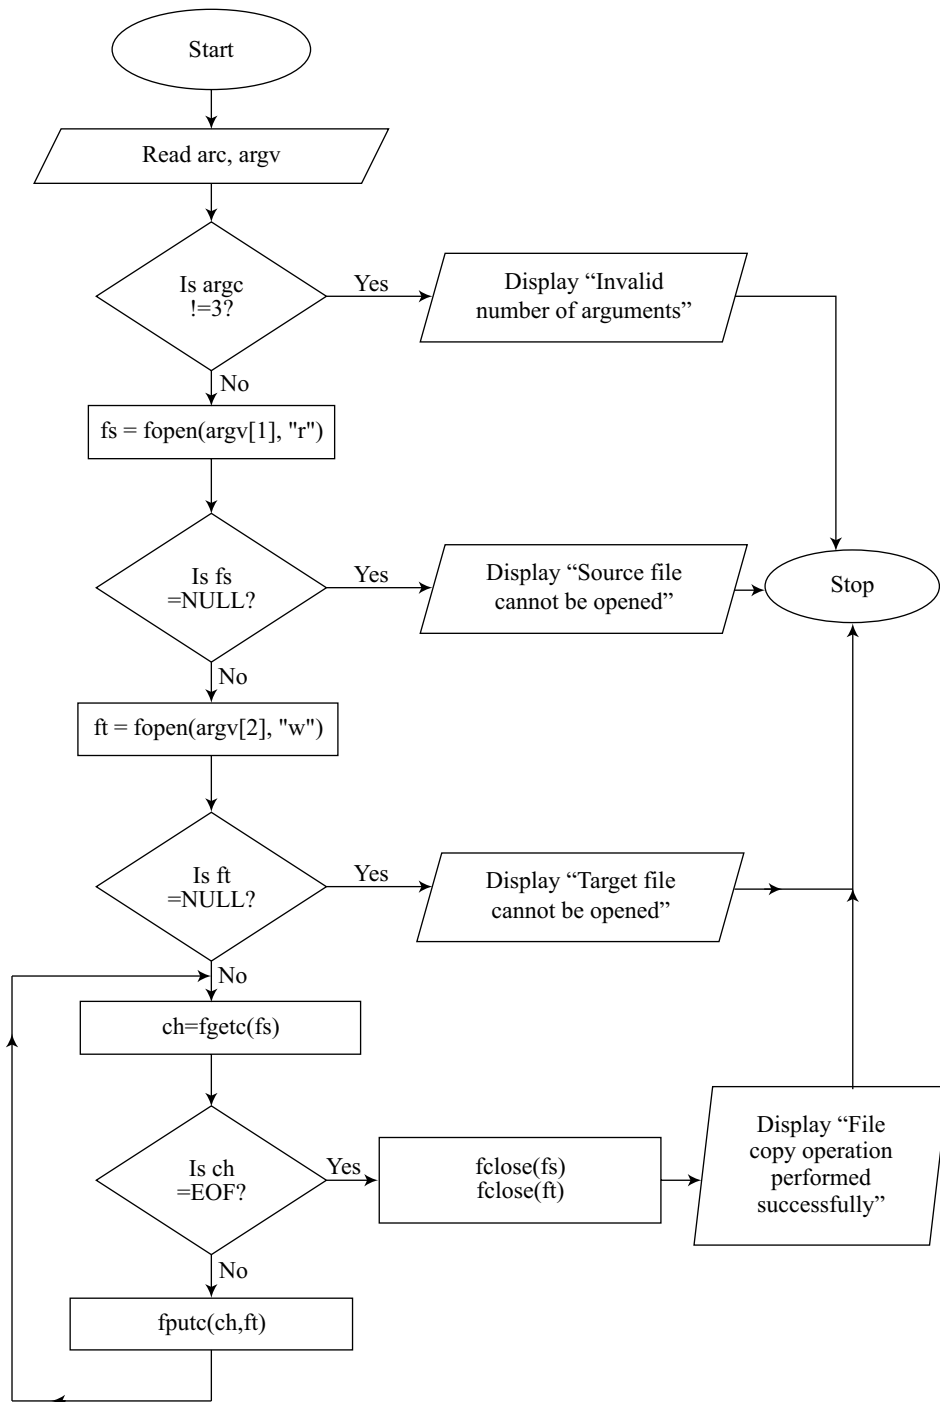 Start
Read arc, argv
Is argc
!=3?
Yes
Display “Invalid
number of arguments”
No
fs = fopen(argv[1], "r")
Is fs
=NULL?
Yes
Display “Source file
cannot be opened”
Stop
No
ft = fopen(argv[2], "w")
Is ft
=NULL?
Yes
Display “Target file
cannot be opened”
No
ch=fgetc(fs)
Is ch
=EOF?
Yes
fclose(fs)
fclose(ft)
Display “File
copy operation
performed
successfully”
No
fputc(ch,ft)